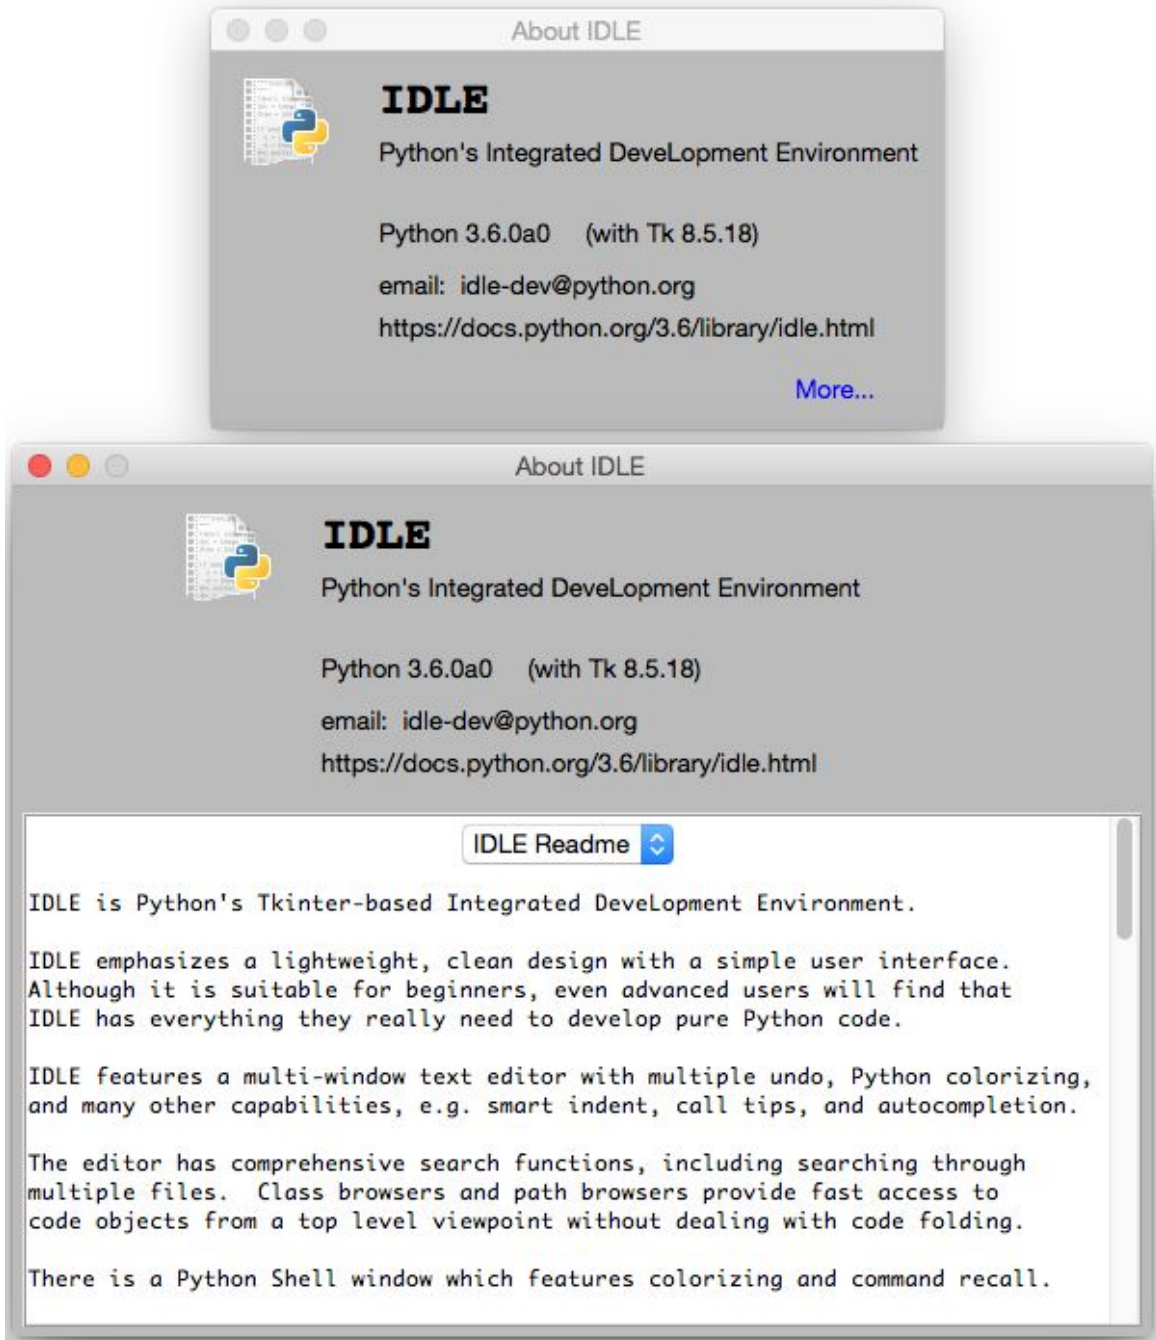 About IDLE
IDLE
Python's Integrated DeveLopment Environment
Python 3.6.0a0 (with Tk 8.5.18)
email: idle-dev@python.org
https://docs.python.org/3.6/library/idle.html
More...
About IDLE
IDLE
Python's Integrated DeveLopment Environment
Python 3.6.0a0 (with Tk 8.5.18)
email: idle-dev@python.org
https://docs.python.org/3.6/library/idle.html
IDLE Readme
IDLE is Python's Tkinter-based Integrated DeveLopment Environment.
IDLE emphasizes a lightweight, clean design with a simple user interface.
Although it is suitable for beginners, even advanced users will find that
IDLE has everything they really need to develop pure Python code.
IDLE features a multi-window text editor with multiple undo, Python colorizing,
and many other capabilities, e.g. smart indent, call tips, and autocompletion.
The editor has comprehensive search functions, including searching through
multiple files.  Class browsers and path browsers provide fast access to
code objects from a top level viewpoint without dealing with code folding.
There is a Python Shell window which features colorizing and command recall.